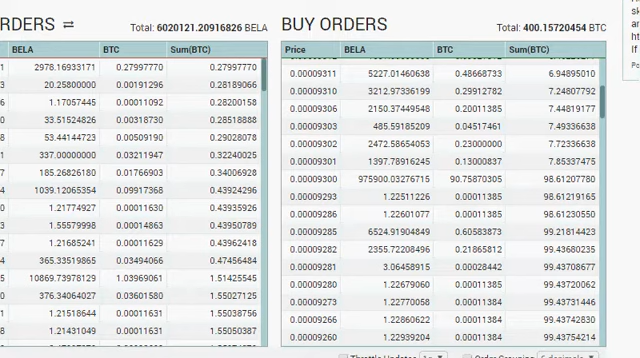 RDERS ⇄ Total: 6020121.20916826 BELA
BELA BTC Sum(BTC)
2978.16933171 0.27997770 0.27997770
20.25800000 0.00191296 0.28189066
1.17057445 0.00011092 0.28200158
33.51524826 0.00318730 0.28518888
53.44144723 0.00509190 0.29028078
337.00000000 0.03211947 0.32240025
185.26826180 0.01766903 0.34006928
1039.12065354 0.09917368 0.43924296
1.21774927 0.00011630 0.43935926
1.55579998 0.00014863 0.43950789
1.21685241 0.00011629 0.43962418
365.33519865 0.03494066 0.47456484
10869.73978129 1.03969061 1.51425545
376.34064027 0.03601580 1.55027125
1.21518644 0.00011631 1.55038756
1.21431049 0.00011631 1.55050387
BUY ORDERS Total: 400.15720454 BTC
Price BELA BTC Sum(BTC)
0.00009311 5227.01460638 0.48668733 6.94895010
0.00009310 3212.97336199 0.29912782 7.24807792
0.00009306 2150.37449548 0.20011385 7.44819177
0.00009303 485.59185209 0.04517461 7.49336638
0.00009302 2472.58654053 0.23000000 7.72336638
0.00009301 1397.78916245 0.13000837 7.85337475
0.00009300 975900.03276715 90.75870305 98.61207780
0.00009293 1.22511226 0.00011385 98.61219165
0.00009286 1.22601077 0.00011385 98.61230550
0.00009285 6524.91904849 0.60583873 99.21814423
0.00009282 2355.72208496 0.21865812 99.43680235
0.00009281 3.06458915 0.00028442 99.43708677
0.00009280 1.22679060 0.00011385 99.43720062
0.00009273 1.22770058 0.00011384 99.43731446
0.00009266 1.22860622 0.00011384 99.43742830
0.00009260 1.22939204 0.00011384 99.43754214